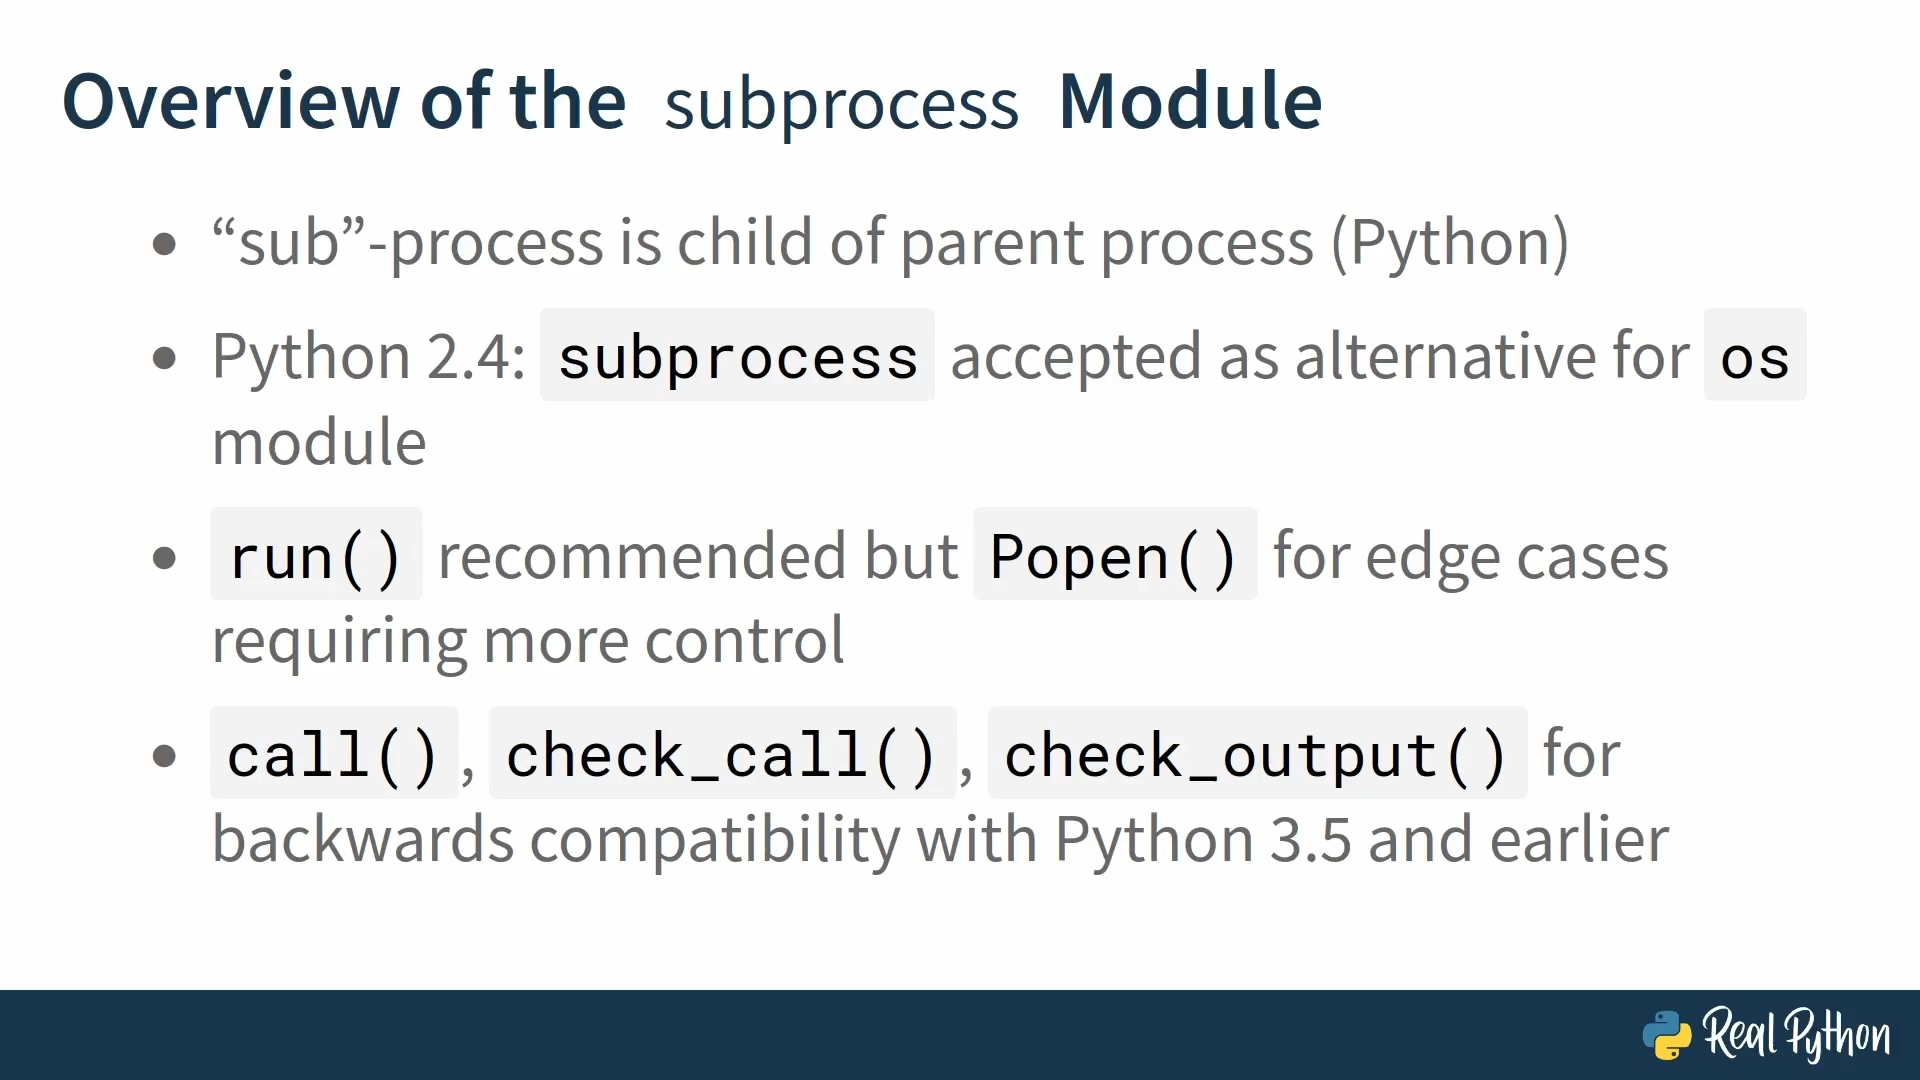 Overview of the subprocess Module
• “sub”-process is child of parent process (Python)
• Python 2.4: subprocess accepted as alternative for os
module
• run() recommended but Popen() for edge cases
requiring more control
• call(), check_call(), check_output() for
backwards compatibility with Python 3.5 and earlier
Real Python